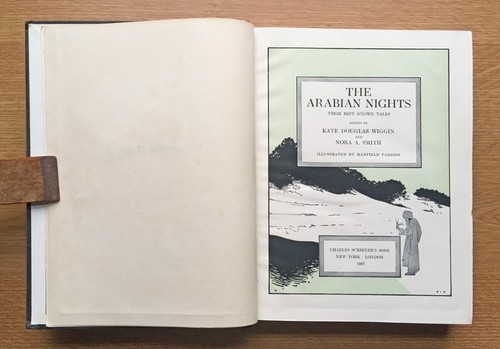 THE
ARABIAN NIGHTS
THEIR BEST-KNOWN TALES
EDITED BY
KATE DOUGLAS WIGGIN
AND
NORA A. SMITH
ILLUSTRATED BY MAXFIELD PARRISH
CHARLES SCRIBNER'S SONS
NEW YORK · LONDON